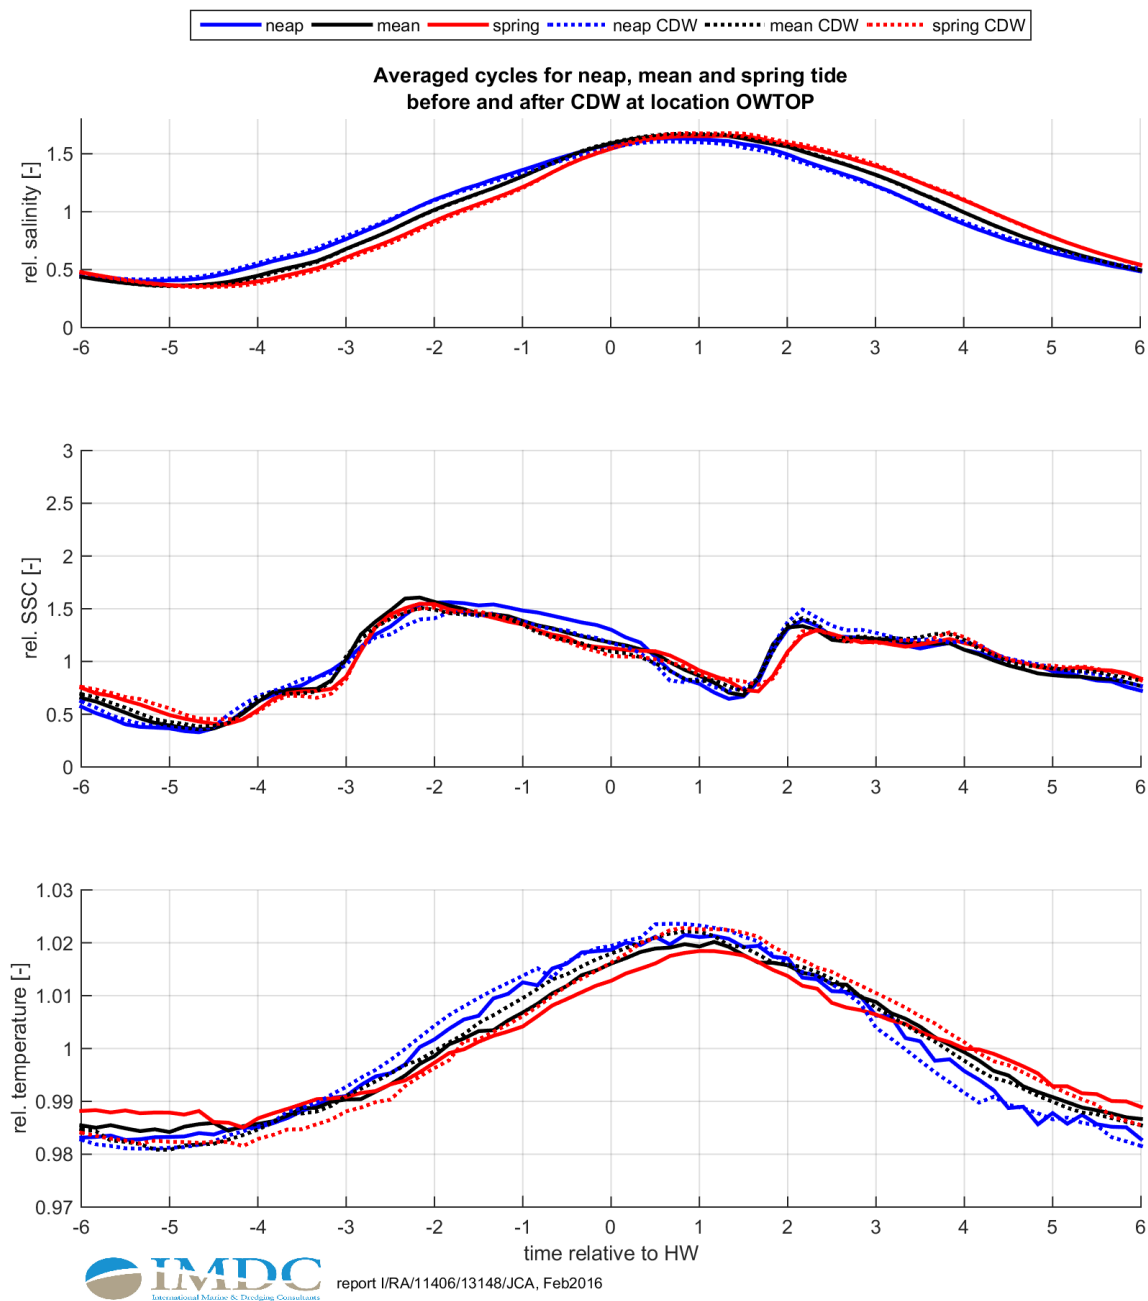 neap mean spring neap CDW mean CDW spring CDW
Averaged cycles for neap, mean and spring tide
before and after CDW at location OWTOP
rel. salinity [-]
1.5
1
0.5
0
-6 -5 -4 -3 -2 -1 0 1 2 3 4 5 6
rel. SSC [-]
3
2.5
2
1.5
1
0.5
0
-6 -5 -4 -3 -2 -1 0 1 2 3 4 5 6
rel. temperature [-]
1.03
1.02
1.01
1
0.99
0.98
0.97
-6 -5 -4 -3 -2 -1 0 1 2 3 4 5 6
time relative to HW
IMDC
International Marine & Dredging Consultants
report I/RA/11406/13148/JCA, Feb2016